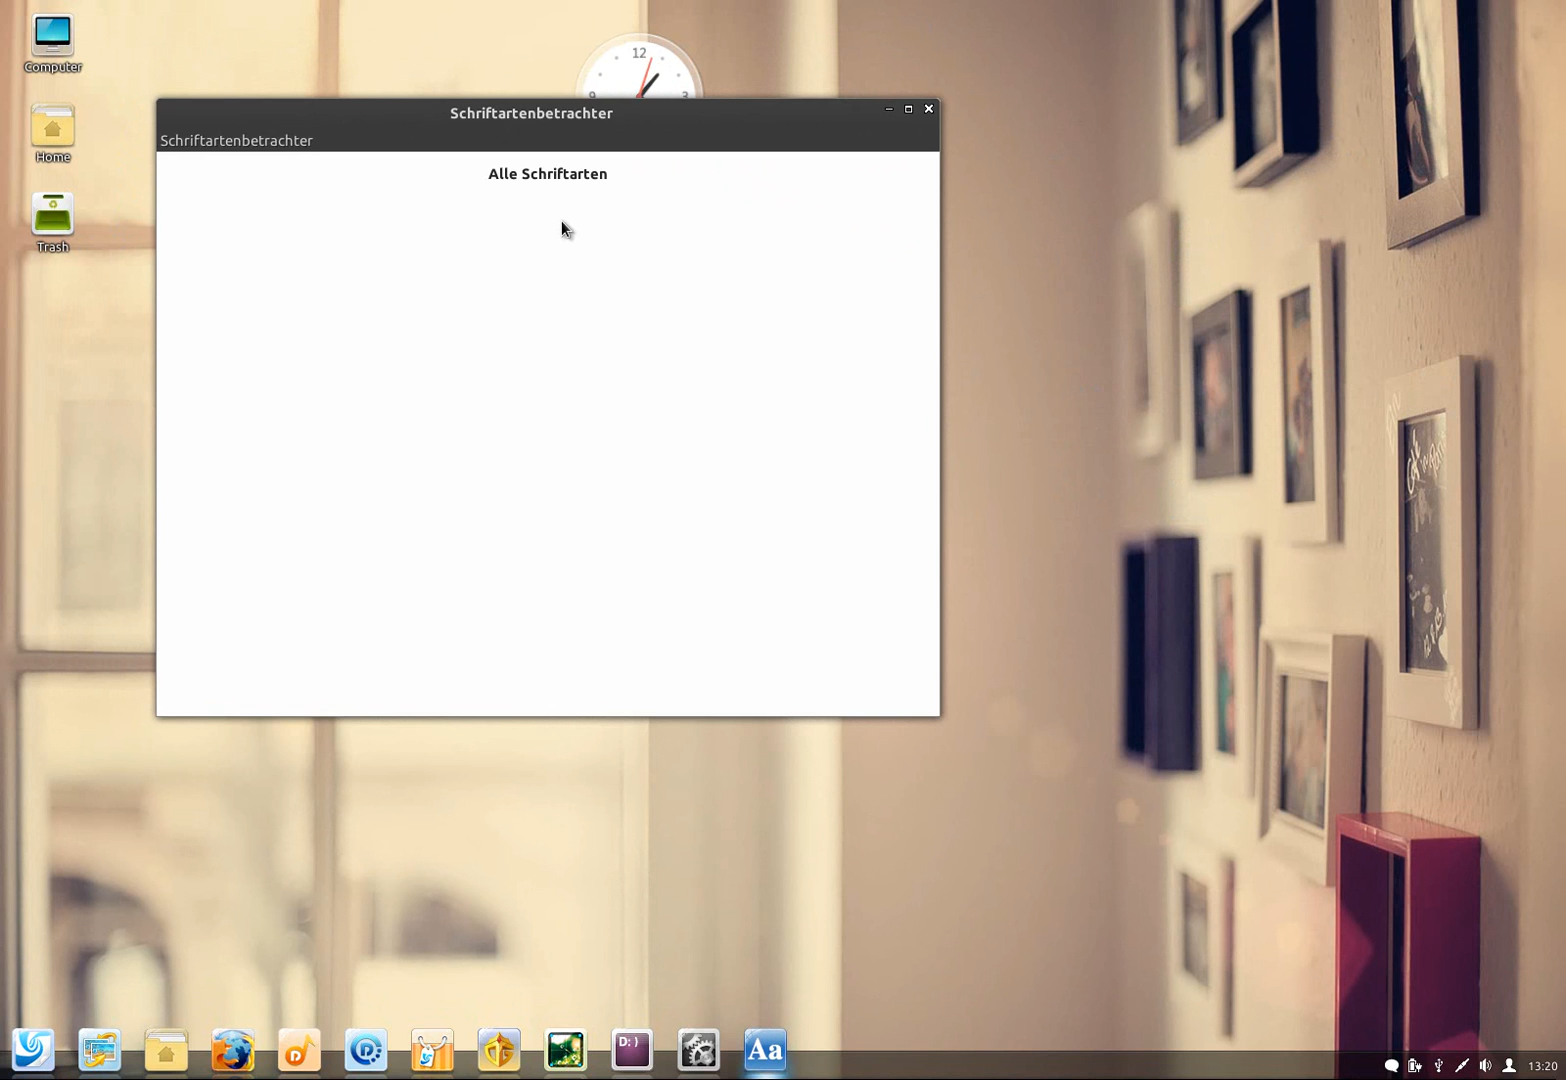 Computer
Home
Trash
12
9
3
Schriftartenbetrachter
Schriftartenbetrachter
Alle Schriftarten
D: )
Aa
13:20